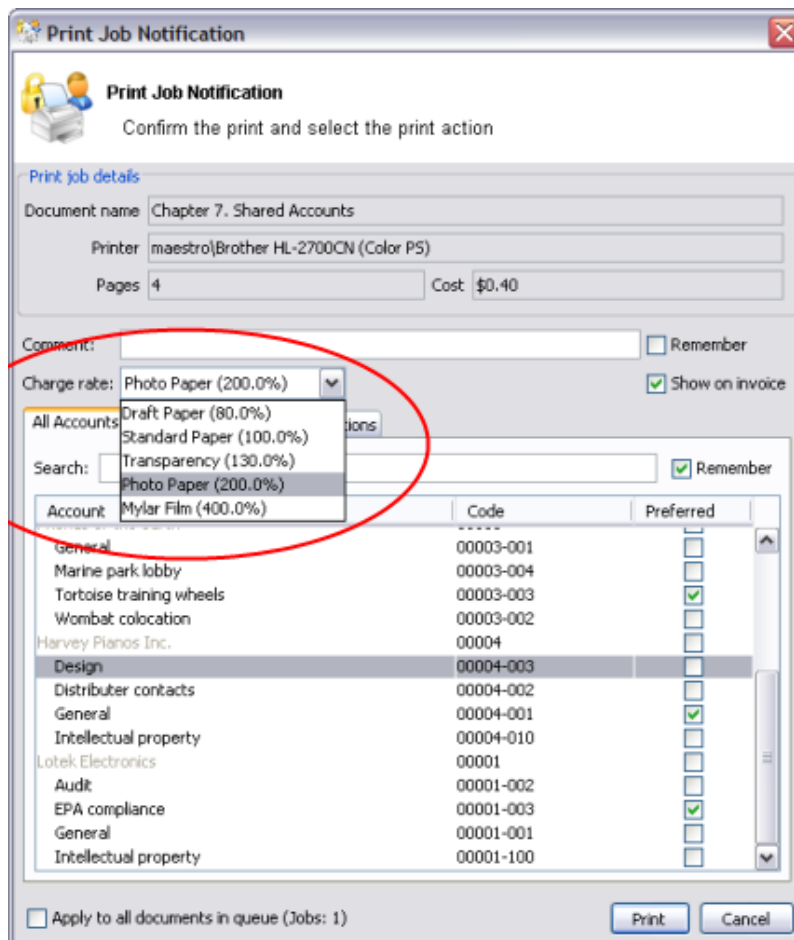 Print Job Notification
Print Job Notification
Confirm the print and select the print action
Print job details
Document name Chapter 7. Shared Accounts
Printer maestro\Brother HL-2700CN (Color PS)
Pages 4 Cost $0.40
Comment: Remember
Charge rate: Photo Paper (200.0%) Show on invoice
Draft Paper (80.0%)
Standard Paper (100.0%)
Transparency (130.0%)
Photo Paper (200.0%)
Mylar Film (400.0%)
All Accounts
Search: Remember
Account Code Preferred
General 00003-001
Marine park lobby 00003-004
Tortoise training wheels 00003-003
Wombat colocation 00003-002
Harvey Pianos Inc. 00004
Design 00004-003
Distributer contacts 00004-002
General 00004-001
Intellectual property 00004-010
Lotek Electronics 00001
Audit 00001-002
EPA compliance 00001-003
General 00001-001
Intellectual property 00001-100
Apply to all documents in queue (Jobs: 1) Print Cancel